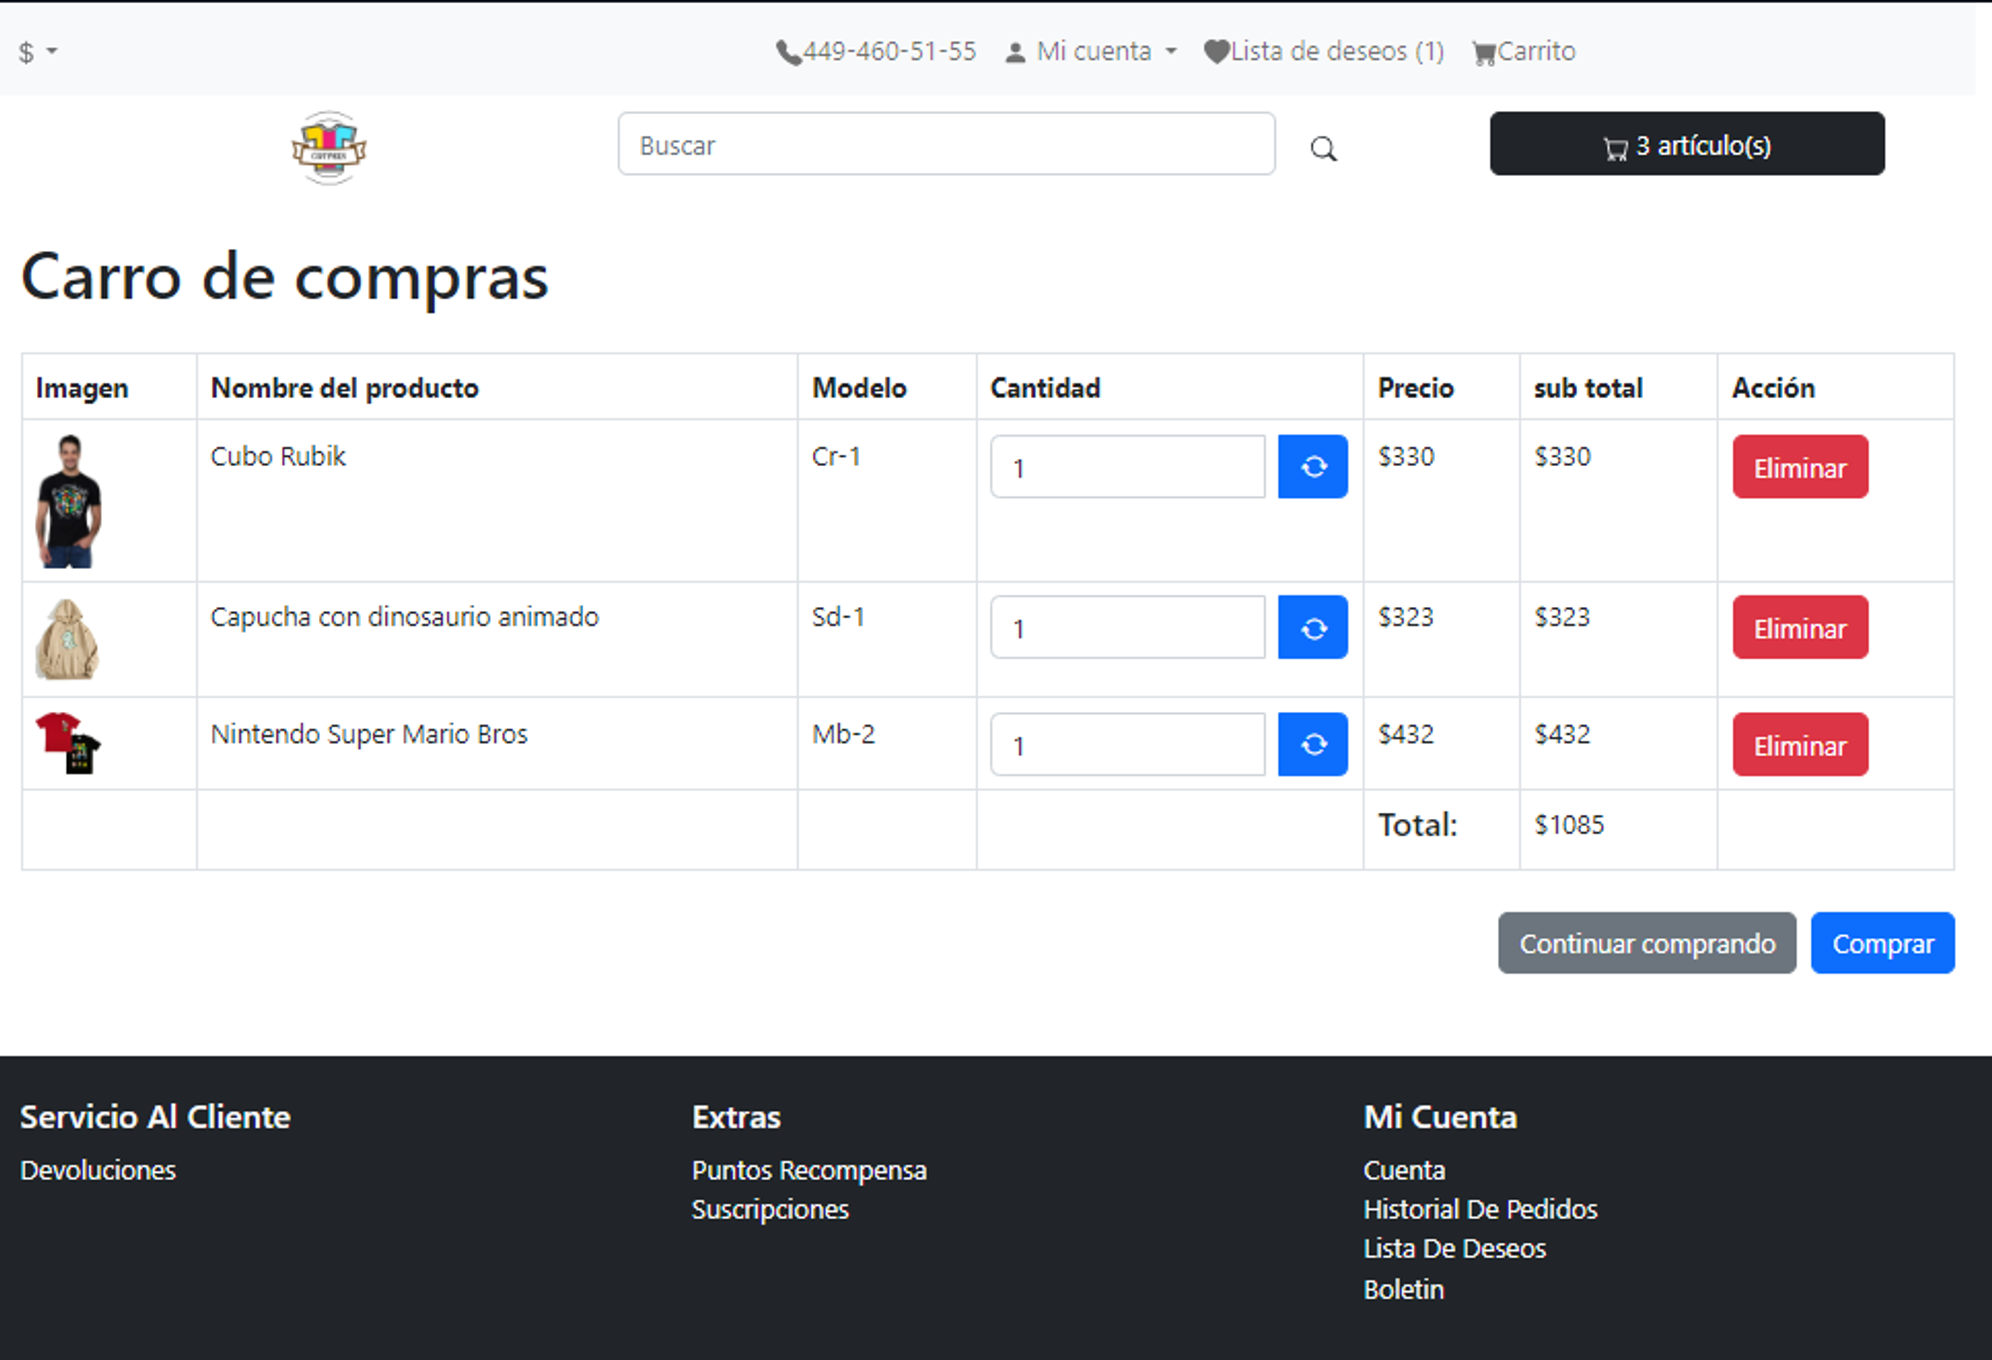 $
449-460-51-55 Mi cuenta Lista de deseos (1) Carrito
Buscar
3 artículo(s)
Carro de compras
Imagen Nombre del producto Modelo Cantidad Precio sub total Acción
Cubo Rubik Cr-1 1 $330 $330 Eliminar
Capucha con dinosaurio animado Sd-1 1 $323 $323 Eliminar
Nintendo Super Mario Bros Mb-2 1 $432 $432 Eliminar
Total: $1085
Continuar comprando Comprar
Servicio Al Cliente
Devoluciones
Extras
Puntos Recompensa
Suscripciones
Mi Cuenta
Cuenta
Historial De Pedidos
Lista De Deseos
Boletin